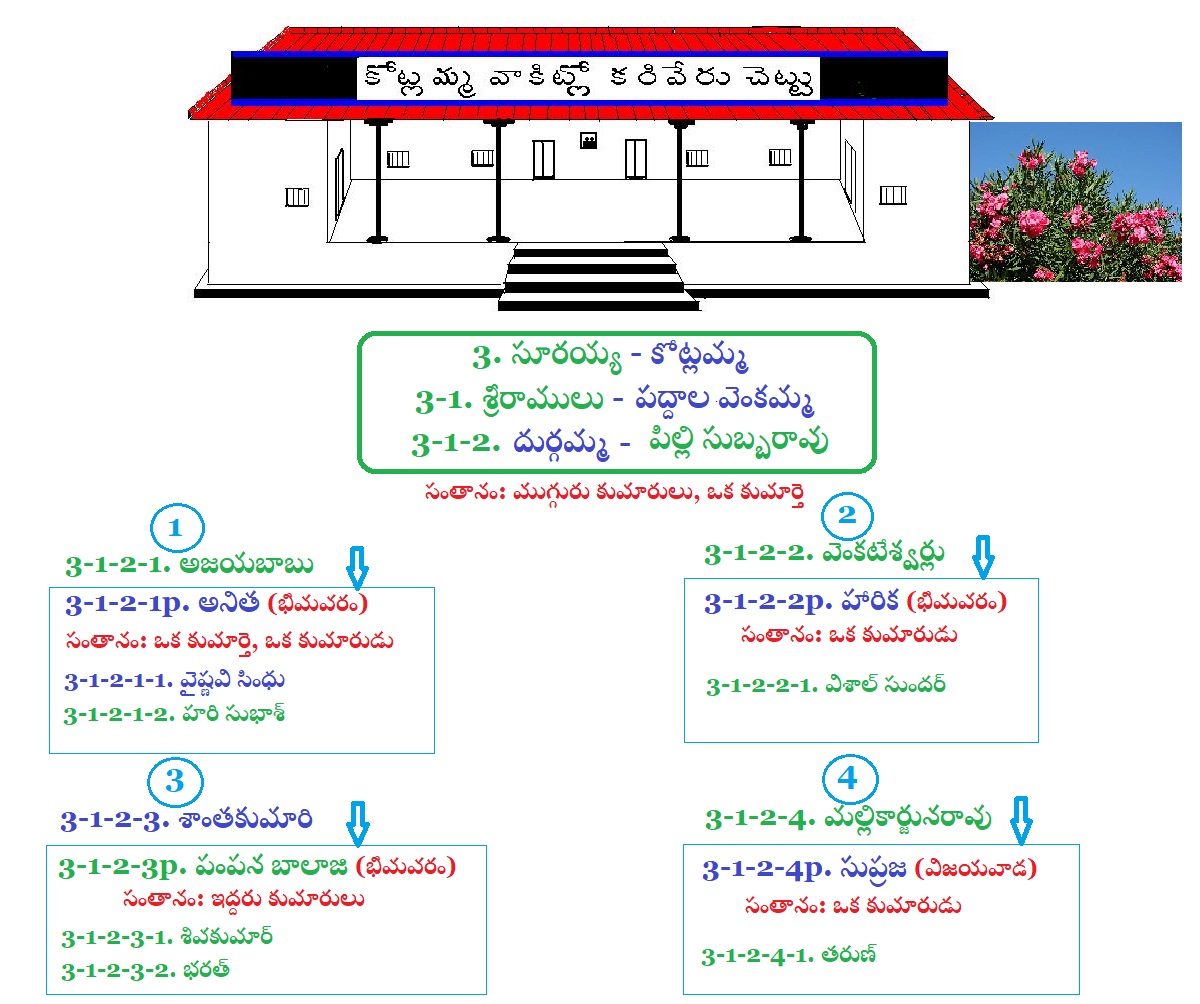 కోట్లమ్మ వాకిట్లో కరివేరు చెట్టు
3. సూరయ్య - కోట్లమ్మ
3-1. శ్రీరాములు - పద్దాల వెంకమ్మ
3-1-2. దుర్గమ్మ - పిల్లి సుబ్బరావు
సంతానం: ముగ్గురు కుమారులు, ఒక కుమార్తె
1
3-1-2-1. అజయబాబు
3-1-2-1p. అనిత (భీమవరం)
సంతానం: ఒక కుమార్తె, ఒక కుమారుడు
3-1-2-1-1. వైష్ణవి సింధు
3-1-2-1-2. హరి సుభాశ్
2
3-1-2-2. వెంకటేశ్వర్లు
3-1-2-2p. హారిక (భీమవరం)
సంతానం: ఒక కుమారుడు
3-1-2-2-1. విశాల్ సుందర్
3
3-1-2-3. శాంతకుమారి
3-1-2-3p. పంపన బాలాజి (భీమవరం)
సంతానం: ఇద్దరు కుమారులు
3-1-2-3-1. శివకుమార్
3-1-2-3-2. భరత్
4
3-1-2-4. మల్లికార్జునరావు
3-1-2-4p. సుప్రజ (విజయవాడ)
సంతానం: ఒక కుమారుడు
3-1-2-4-1. తరుణ్